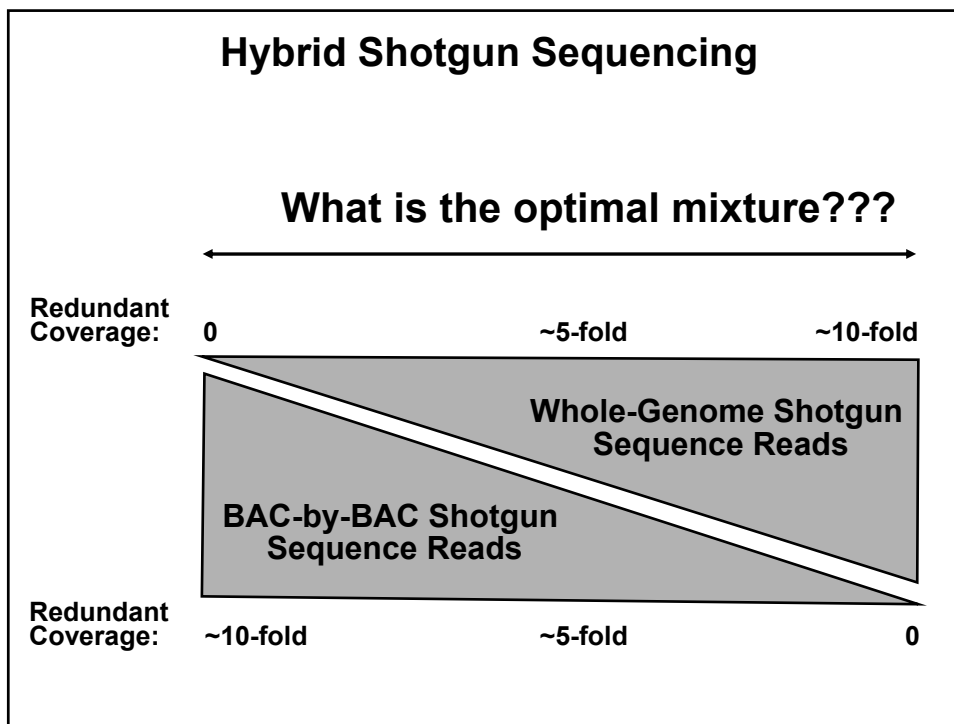 Hybrid Shotgun Sequencing
What is the optimal mixture???
Redundant
Coverage:
0
~5-fold
~10-fold
Whole-Genome Shotgun
Sequence Reads
BAC-by-BAC Shotgun
Sequence Reads
Redundant
Coverage:
~10-fold
~5-fold
0